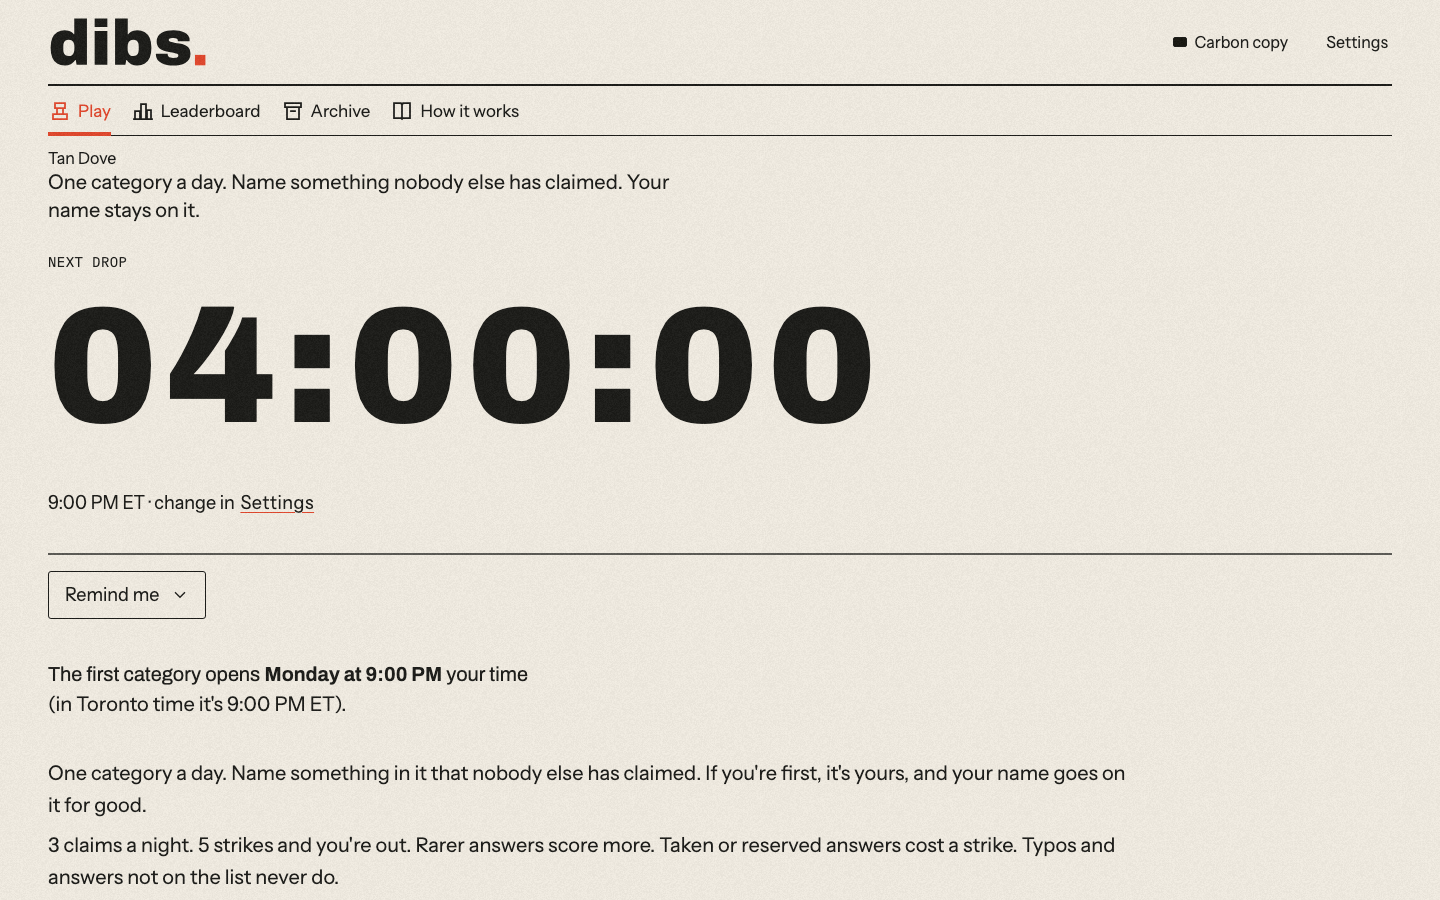 dibs.
Carbon copy
Settings
Play
Leaderboard
Archive
How it works
Tan Dove
One category a day. Name something nobody else has claimed. Your
name stays on it.
NEXT DROP
04:00:00
9:00 PM ET · change in Settings
Remind me
The first category opens Monday at 9:00 PM your time
(in Toronto time it's 9:00 PM ET).
One category a day. Name something in it that nobody else has claimed. If you're first, it's yours, and your name goes on
it for good.
3 claims a night. 5 strikes and you're out. Rarer answers score more. Taken or reserved answers cost a strike. Typos and
answers not on the list never do.